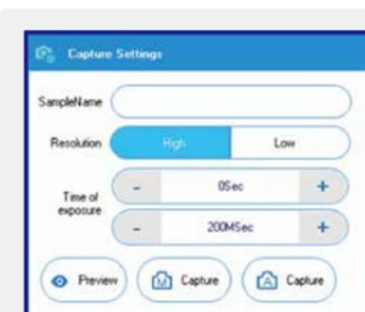 Capture Settings
SampleName
Resolution High Low
Time of
exposure
- 0Sec +
- 200MSec +
Preview M Capture A Capture